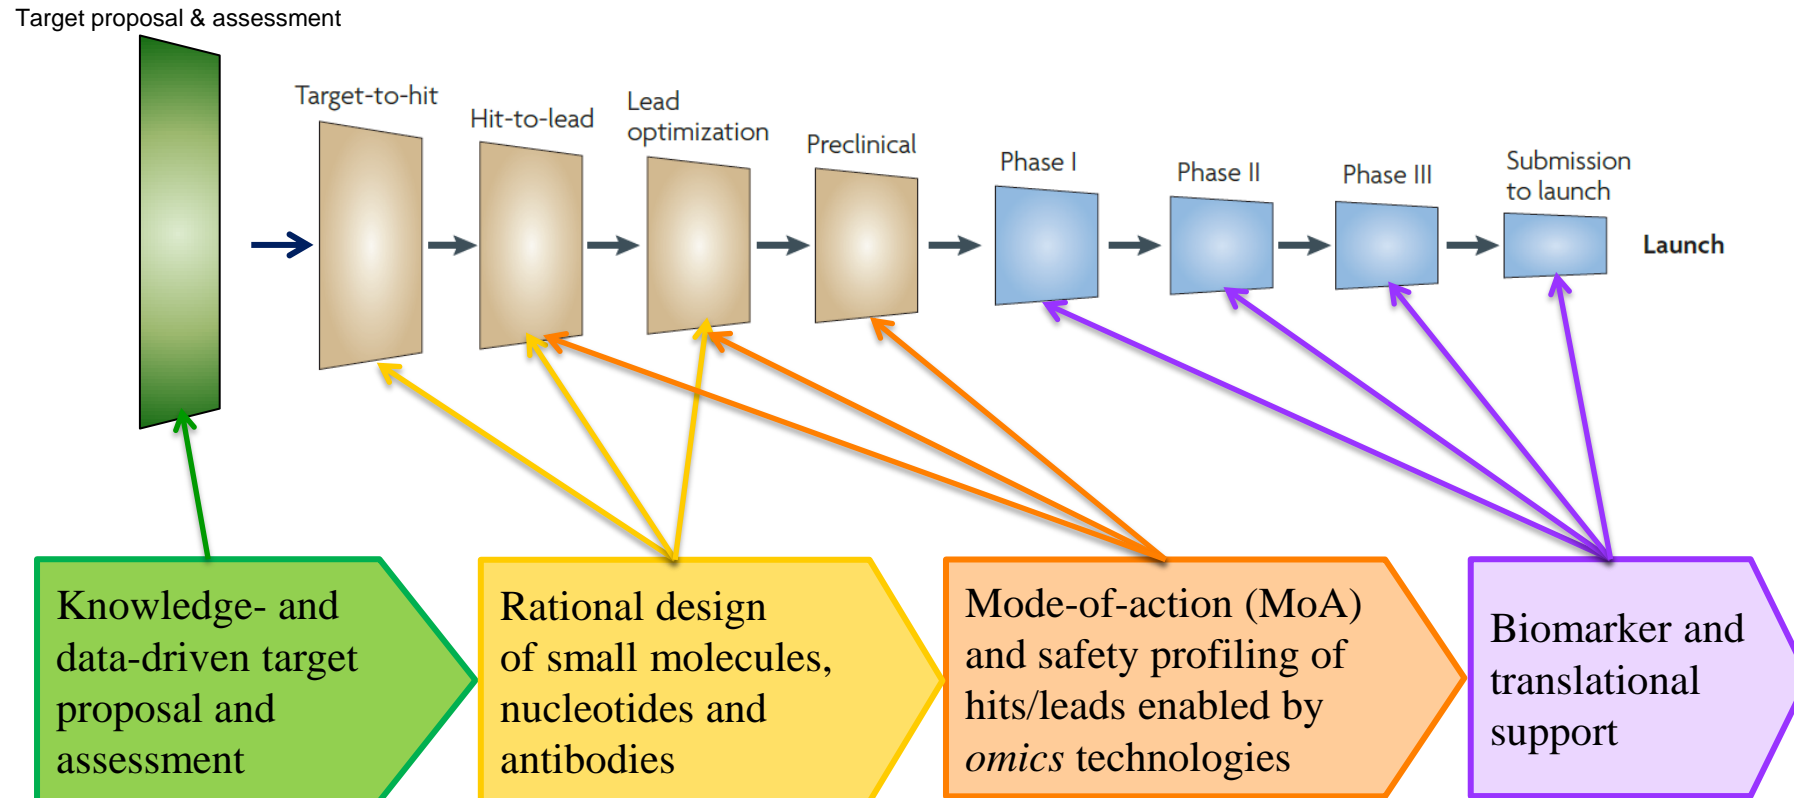 Target proposal & assessment
Target-to-hit
Hit-to-lead
Lead
optimization
Preclinical
Phase I
Phase II
Phase III
Submission
to launch
Launch
Knowledge- and
data-driven target
proposal and
assessment
Rational design
of small molecules,
nucleotides and
antibodies
Mode-of-action (MoA)
and safety profiling of
hits/leads enabled by
omics technologies
Biomarker and
translational
support